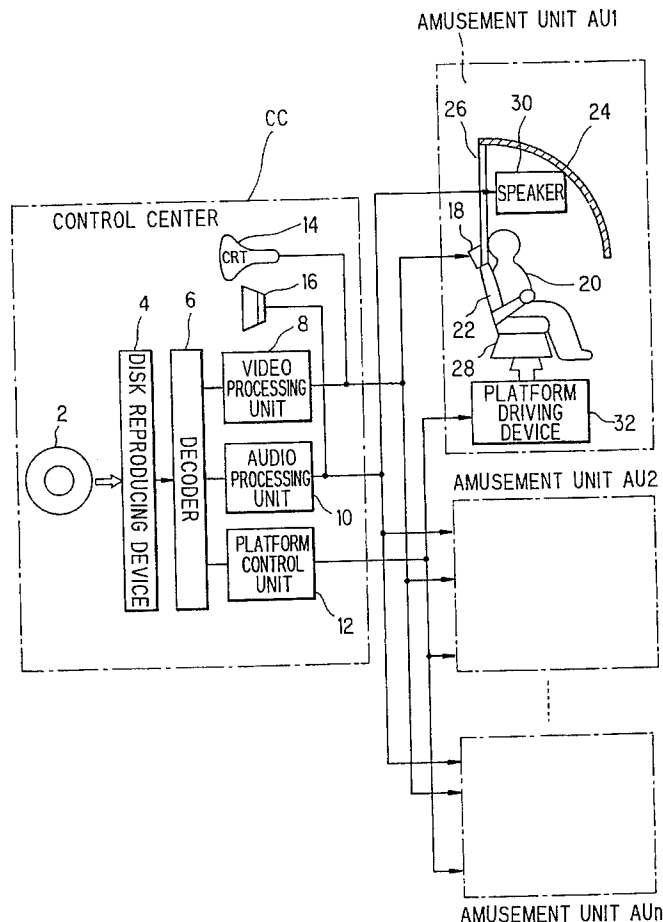 AMUSEMENT UNIT AU1
CC
30
26
24
SPEAKER
CONTROL CENTER
14
18
CRT
16
20
4
6
8
22
28
VIDEO
PROCESSING
UNIT
2
DISK REPRODUCING DEVICE
DECODER
PLATFORM
DRIVING
DEVICE
32
AUDIO
PROCESSING
UNIT
10
AMUSEMENT UNIT AU2
PLATFORM
CONTROL
UNIT
12
AMUSEMENT UNIT AUn